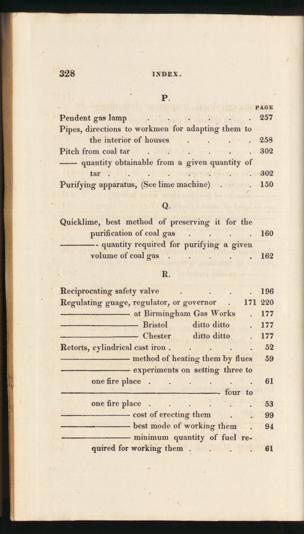 328 INDEX.
P.
PAGE
Pendent gas lamp . . . . . . 257
Pipes, directions to workmen for adapting them to
the interior of houses . . . . 258
Pitch from coal tar . . . . . . 302
—— quantity obtainable from a given quantity of
tar . . . . . . . . 302
Purifying apparatus, (See lime machine) . . 150
Q.
Quicklime, best method of preserving it for the
purification of coal gas . . . . 160
———- quantity required for purifying a given
volume of coal gas . . . . . 162
R.
Reciprocating safety valve . . . . 196
Regulating guage, regulator, or governor . 171 220
———————— at Birmingham Gas Works . 177
———————— Bristol ditto ditto . 177
———————— Chester ditto ditto . 177
Retorts, cylindrical cast iron . . . . . 52
———————— method of heating them by flues 59
———————— experiments on setting three to
one fire place . . . . . . 61
———————————————— four to
one fire place . . . . . . 53
———————— cost of erecting them . . 99
———————— best mode of working them . 94
———————— minimum quantity of fuel re-
quired for working them . . . . 61